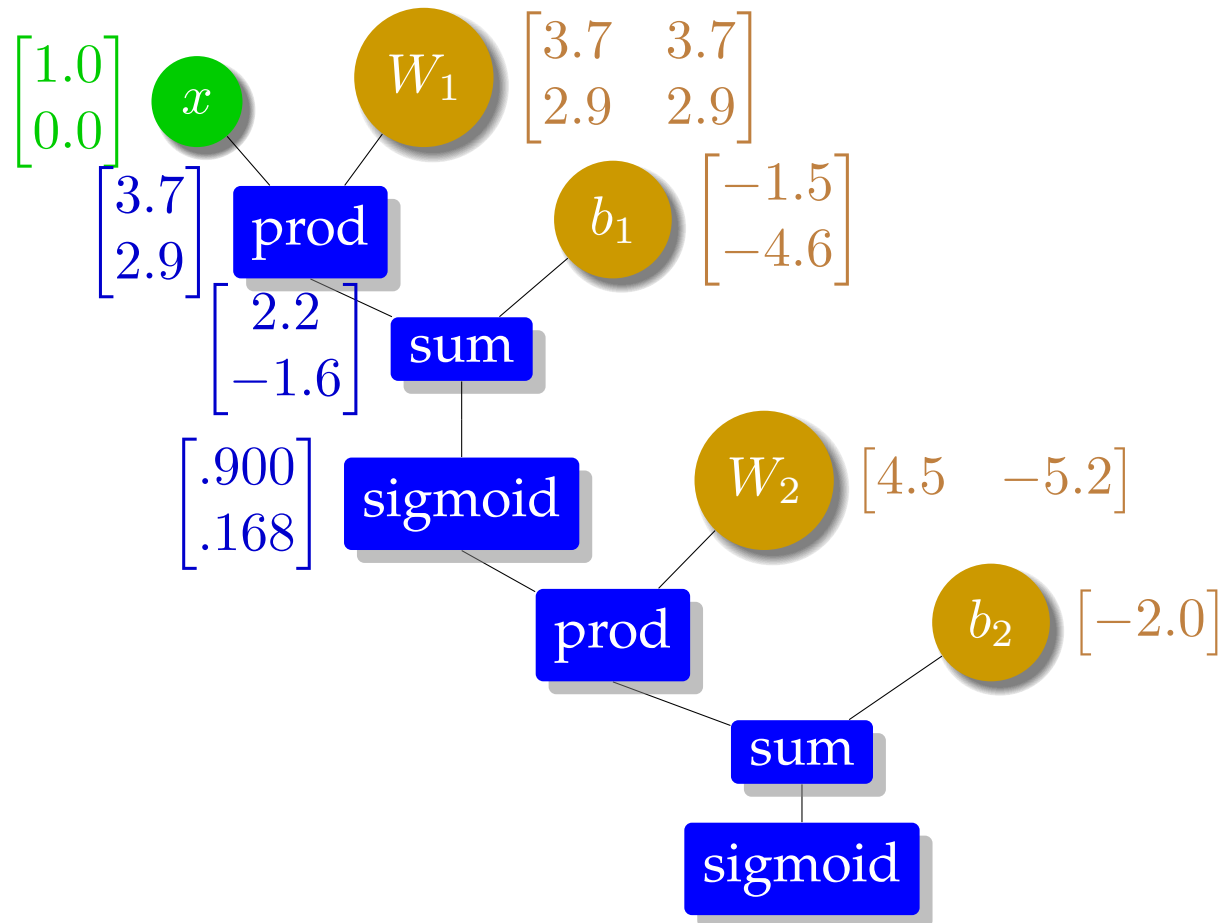 [1.0
0.0]
x
W₁
[3.7 3.7
2.9 2.9]
[3.7
2.9]
prod
b₁
[−1.5
−4.6]
[2.2
−1.6]
sum
[.900
.168]
sigmoid
W₂
[4.5 −5.2]
prod
b₂
[−2.0]
sum
sigmoid